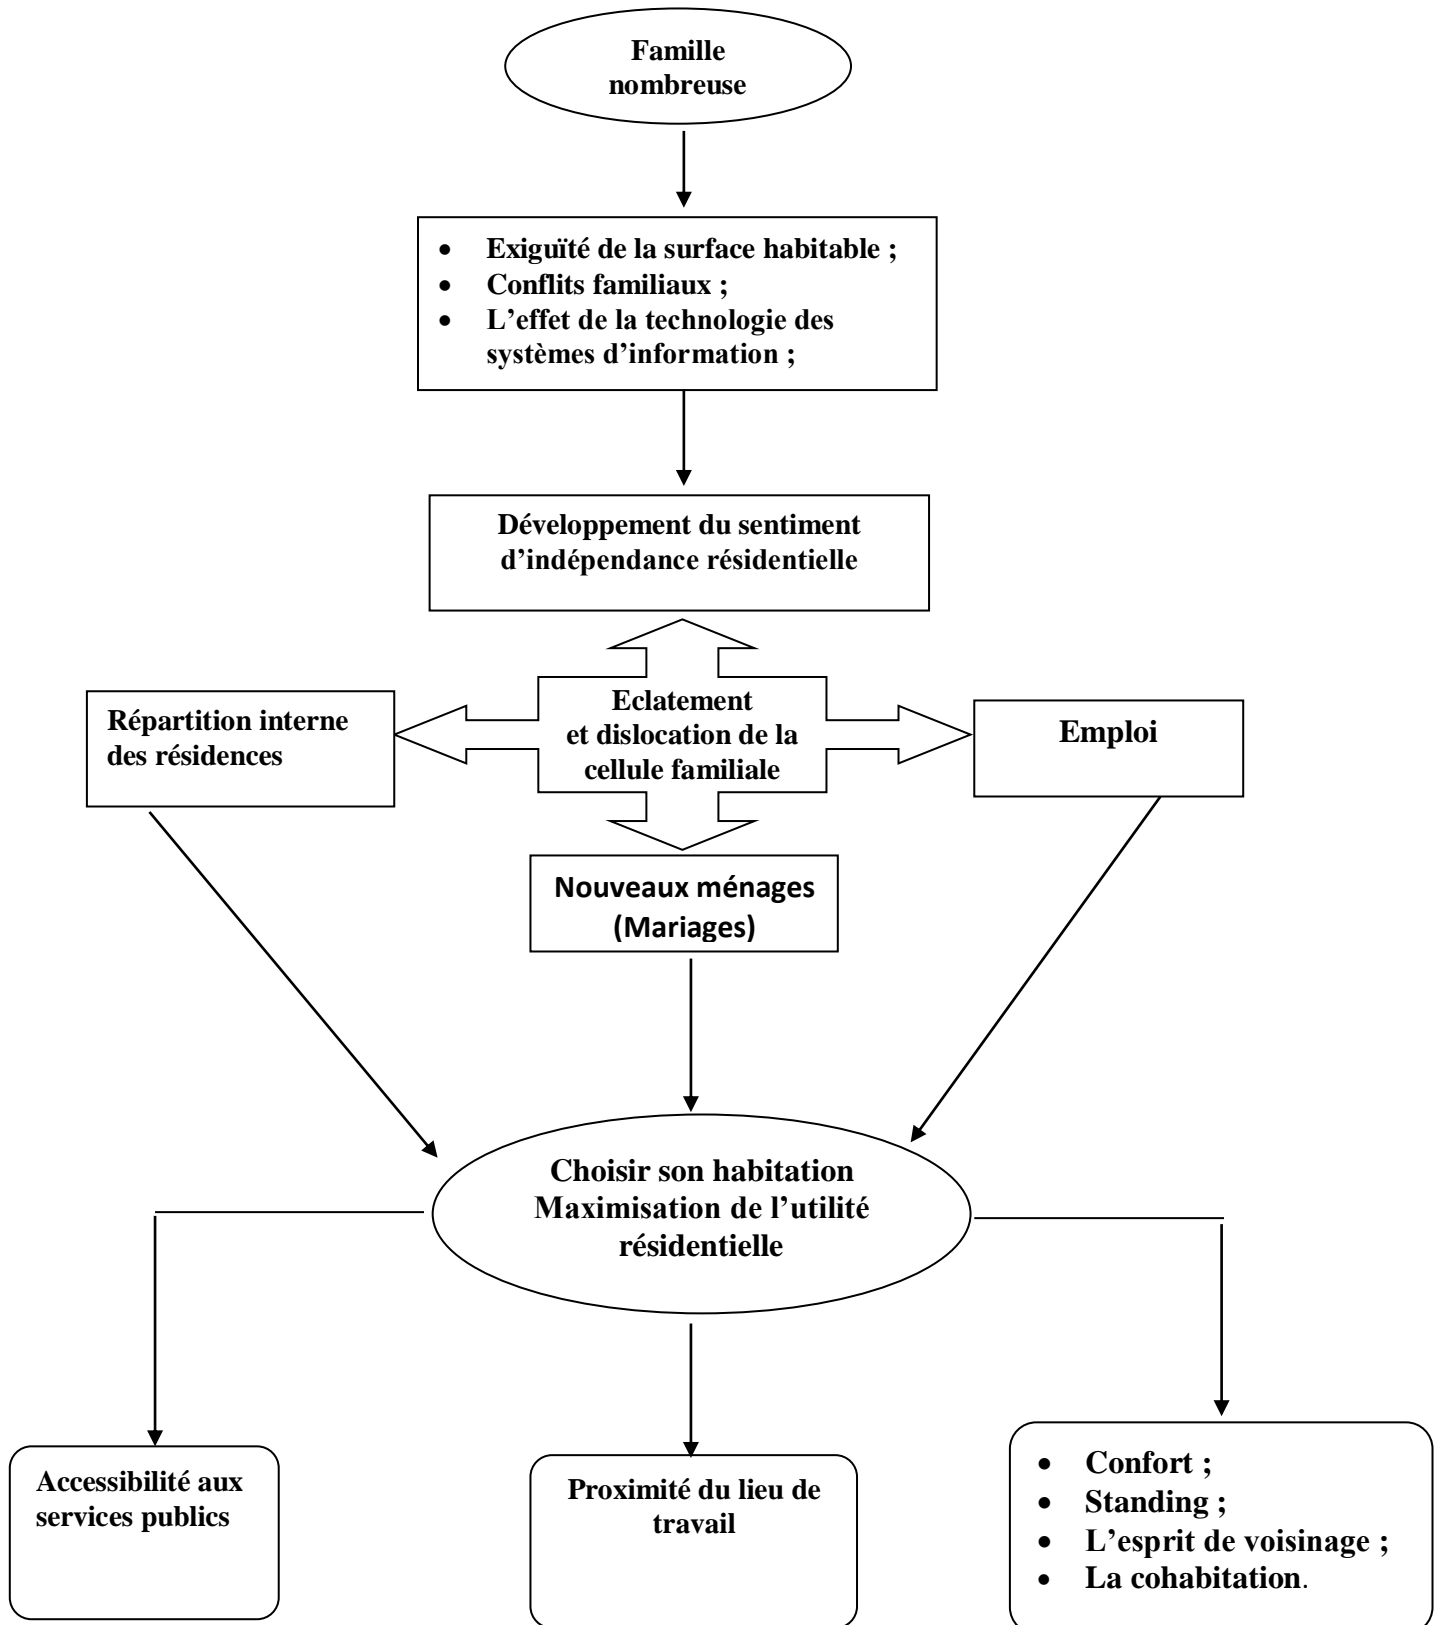 Famille
nombreuse
• Exiguïté de la surface habitable ;
• Conflits familiaux ;
• L’effet de la technologie des
systèmes d’information ;
Développement du sentiment
d’indépendance résidentielle
Répartition interne
des résidences
Eclatement
et dislocation de la
cellule familiale
Emploi
Nouveaux ménages
(Mariages)
Choisir son habitation
Maximisation de l’utilité
résidentielle
Accessibilité aux
services publics
Proximité du lieu de
travail
• Confort ;
• Standing ;
• L’esprit de voisinage ;
• La cohabitation.